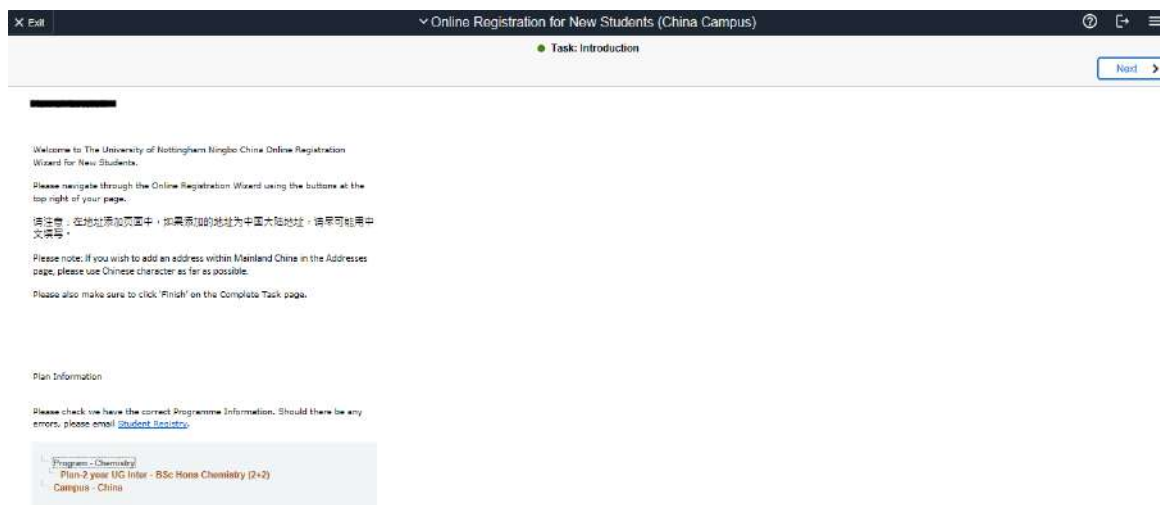 Exit
Online Registration for New Students (China Campus)
Task: Introduction
Next
Welcome to The University of Nottingham Ningbo China Online Registration
Wizard for New Students.
Please navigate through the Online Registration Wizard using the buttons at the
top right of your page.
请注意：在地址添加页面中，如果添加的地址为中国大陆地址，请尽可能用中
文填写。
Please note: If you wish to add an address within Mainland China in the Addresses
page, please use Chinese character as far as possible.
Please also make sure to click 'Finish' on the Complete Task page.
Plan Information
Please check we have the correct Programme Information. Should there be any
errors, please email Student Registry.
Program - Chemistry
Plan-2 year UG Inter - BSc Hons Chemistry (2+2)
Campus - China